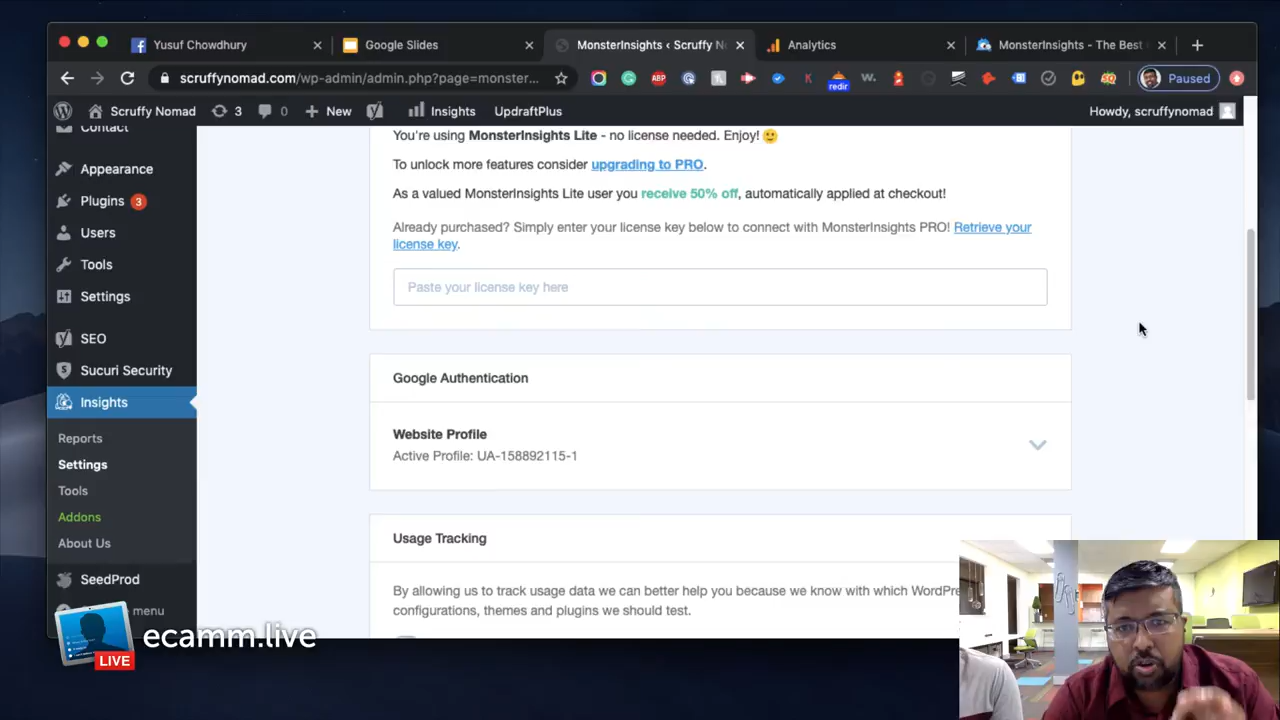 Yusuf Chowdhury
Google Slides
MonsterInsights ‹ Scruffy N
Analytics
MonsterInsights - The Best
scruffynomad.com/wp-admin/admin.php?page=monster...
ABP
K
redir
w.
Paused
Scruffy Nomad
3
0
New
Insights
UpdraftPlus
Howdy, scruffynomad
Contact
Appearance
Plugins 3
Users
Tools
Settings
SEO
Sucuri Security
Insights
Reports
Settings
Tools
Addons
About Us
SeedProd
menu
You're using MonsterInsights Lite - no license needed. Enjoy! 🙂
To unlock more features consider upgrading to PRO.
As a valued MonsterInsights Lite user you receive 50% off, automatically applied at checkout!
Already purchased? Simply enter your license key below to connect with MonsterInsights PRO! Retrieve your
license key.
Paste your license key here
Google Authentication
Website Profile
Active Profile: UA-158892115-1
Usage Tracking
By allowing us to track usage data we can better help you because we know with which WordPre
configurations, themes and plugins we should test.
ecamm.live
LIVE